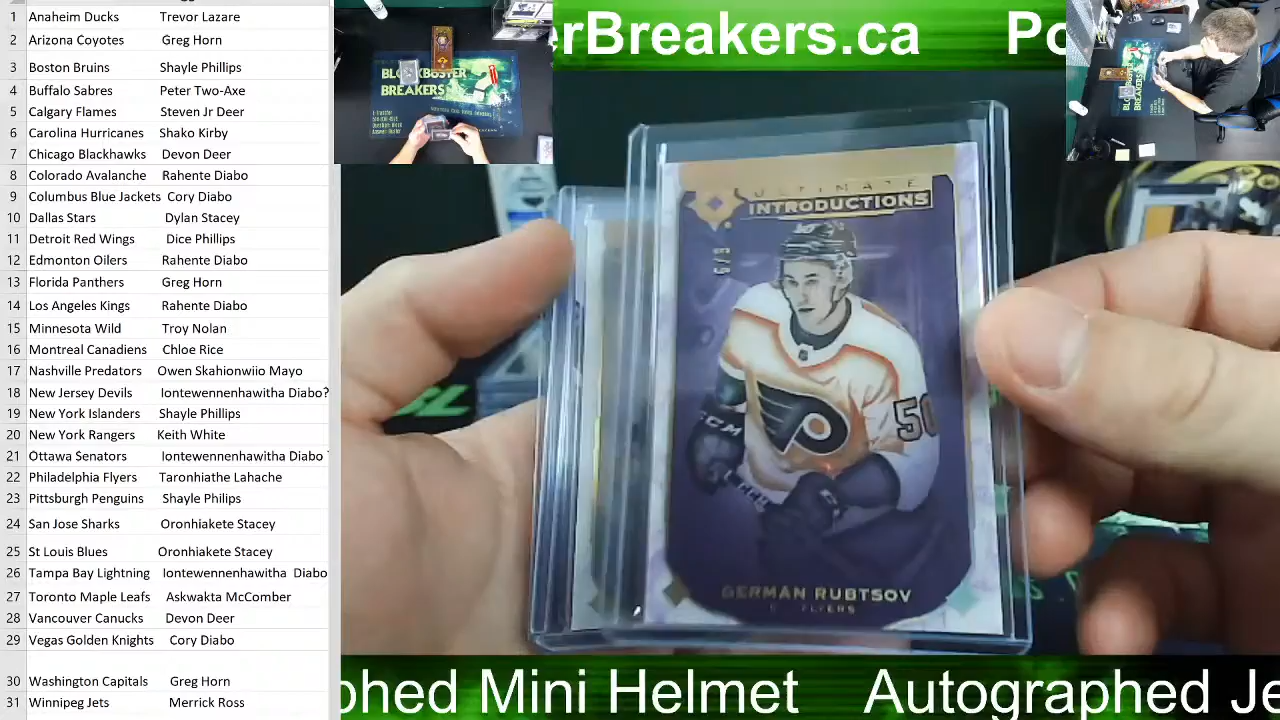 1 Anaheim Ducks Trevor Lazare
2 Arizona Coyotes Greg Horn
3 Boston Bruins Shayle Phillips
4 Buffalo Sabres Peter Two-Axe
5 Calgary Flames Steven Jr Deer
6 Carolina Hurricanes Shako Kirby
7 Chicago Blackhawks Devon Deer
8 Colorado Avalanche Rahente Diabo
9 Columbus Blue Jackets Cory Diabo
10 Dallas Stars Dylan Stacey
11 Detroit Red Wings Dice Phillips
12 Edmonton Oilers Rahente Diabo
13 Florida Panthers Greg Horn
14 Los Angeles Kings Rahente Diabo
15 Minnesota Wild Troy Nolan
16 Montreal Canadiens Chloe Rice
17 Nashville Predators Owen Skahionwiio Mayo
18 New Jersey Devils Iontewennenhawitha Diabo?
19 New York Islanders Shayle Phillips
20 New York Rangers Keith White
21 Ottawa Senators Iontewennenhawitha Diabo
22 Philadelphia Flyers Taronhiathe Lahache
23 Pittsburgh Penguins Shayle Philips
24 San Jose Sharks Oronhiakete Stacey
25 St Louis Blues Oronhiakete Stacey
26 Tampa Bay Lightning Iontewennenhawitha Diabo
27 Toronto Maple Leafs Askwakta McComber
28 Vancouver Canucks Devon Deer
29 Vegas Golden Knights Cory Diabo
30 Washington Capitals Greg Horn
31 Winnipeg Jets Merrick Ross
BLOCKBUSTER
BREAKERS
erBreakers.ca Po
ULTIMATE
INTRODUCTIONS
50
CCM
GERMAN RUBTSOV
FLYERS
ohed Mini Helmet Autographed Je